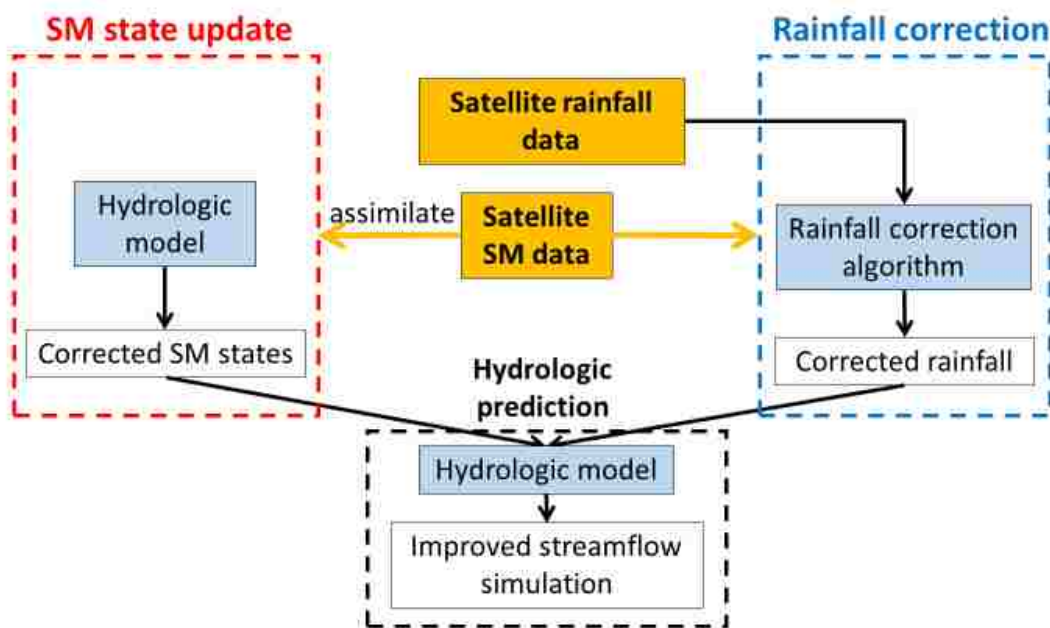 SM state update
Rainfall correction
Satellite rainfall
data
Hydrologic
model
assimilate
Satellite
SM data
Rainfall correction
algorithm
Corrected SM states
Corrected rainfall
Hydrologic
prediction
Hydrologic model
Improved streamflow
simulation